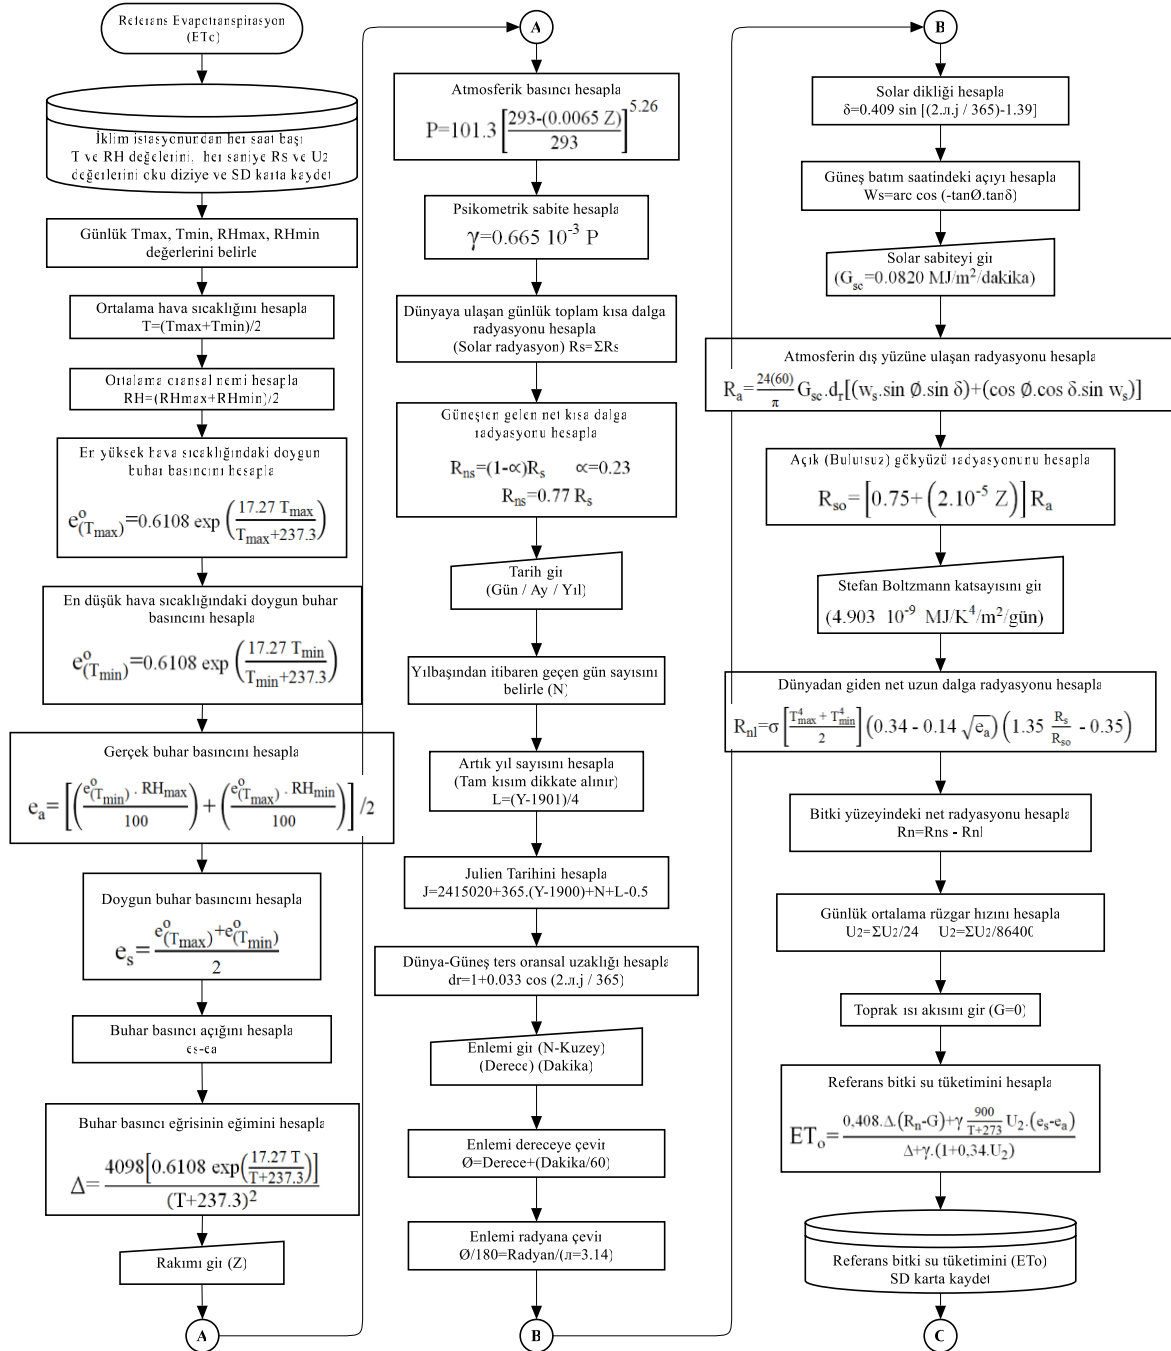 Referans Evapotranspirasyon
(ETo)
İklim istasyonundan her saat başı
T ve RH değelerini, her saniye RS ve U2
değerlerini oku diziye ve SD karta kaydet
Günlük Tmax, Tmin, RHmax, RHmin
değerlerini belirle
Ortalama hava sıcaklığını hesapla
T=(Tmax+Tmin)/2
Ortalama oransal nemi hesapla
RH=(RHmax+RHmin)/2
En yüksek hava sıcaklığındaki doygun
buhar basıncını hesapla
e°(Tmax)=0.6108 exp (17.27 Tmax / Tmax+237.3)
En düşük hava sıcaklığındaki doygun buhar
basıncını hesapla
e°(Tmin)=0.6108 exp (17.27 Tmin / Tmin+237.3)
Gerçek buhar basıncını hesapla
ea=[(e°(Tmin) . RHmax / 100) + (e°(Tmax) . RHmin / 100)] /2
Doygun buhar basıncını hesapla
es= e°(Tmax)+e°(Tmin) / 2
Buhar basıncı açığını hesapla
es-ea
Buhar basıncı eğrisinin eğimini hesapla
Δ= 4098[0.6108 exp(17.27 T / T+237.3)] / (T+237.3)²
Rakımı gir (Z)
A
A
Atmosferik basıncı hesapla
P=101.3 [293-(0.0065 Z) / 293]^5.26
Psikometrik sabite hesapla
γ=0.665 10⁻³ P
Dünyaya ulaşan günlük toplam kısa dalga
radyasyonu hesapla
(Solar radyasyon) Rs=ΣRs
Güneşten gelen net kısa dalga
radyasyonu hesapla
Rns=(1-∝)Rs ∝=0.23
Rns=0.77 Rs
Tarih gir
(Gün / Ay / Yıl)
Yılbaşından itibaren geçen gün sayısını
belirle (N)
Artık yıl sayısını hesapla
(Tam kısım dikkate alınır)
L=(Y-1901)/4
Julien Tarihini hesapla
J=2415020+365.(Y-1900)+N+L-0.5
Dünya-Güneş ters oransal uzaklığı hesapla
dr=1+0.033 cos (2.л.j / 365)
Enlemi gir (N-Kuzey)
(Derece) (Dakika)
Enlemi dereceye çevir
Ø=Derece+(Dakika/60)
Enlemi radyana çevir
Ø/180=Radyan/(л=3.14)
B
B
Solar dikliği hesapla
δ=0.409 sin [(2.л.j / 365)-1.39]
Güneş batım saatindeki açıyı hesapla
Ws=arc cos (-tanØ.tanδ)
Solar sabiteyi gir
(Gsc=0.0820 MJ/m²/dakika)
Atmosferin dış yüzüne ulaşan radyasyonu hesapla
Ra= 24(60)/π Gsc.dr[(ws.sin Ø.sin δ)+(cos Ø.cos δ.sin ws)]
Açık (Bulutsuz) gökyüzü radyasyonunu hesapla
Rso=[0.75+(2.10⁻⁵ Z)] Ra
Stefan Boltzmann katsayısını gir
(4.903 10⁻⁹ MJ/K⁴/m²/gün)
Dünyadan giden net uzun dalga radyasyonu hesapla
Rnl=σ [T⁴max + T⁴min / 2] (0.34 - 0.14 √ea) (1.35 Rs/Rso - 0.35)
Bitki yüzeyindeki net radyasyonu hesapla
Rn=Rns - Rnl
Günlük ortalama rüzgar hızını hesapla
U2=ΣU2/24 U2=ΣU2/86400
Toprak ısı akısını gir (G=0)
Referans bitki su tüketimini hesapla
ETo= 0,408.Δ.(Rn-G)+γ 900/T+273 U2.(es-ea) / Δ+γ.(1+0,34.U2)
Referans bitki su tüketimini (ETo)
SD karta kaydet
C